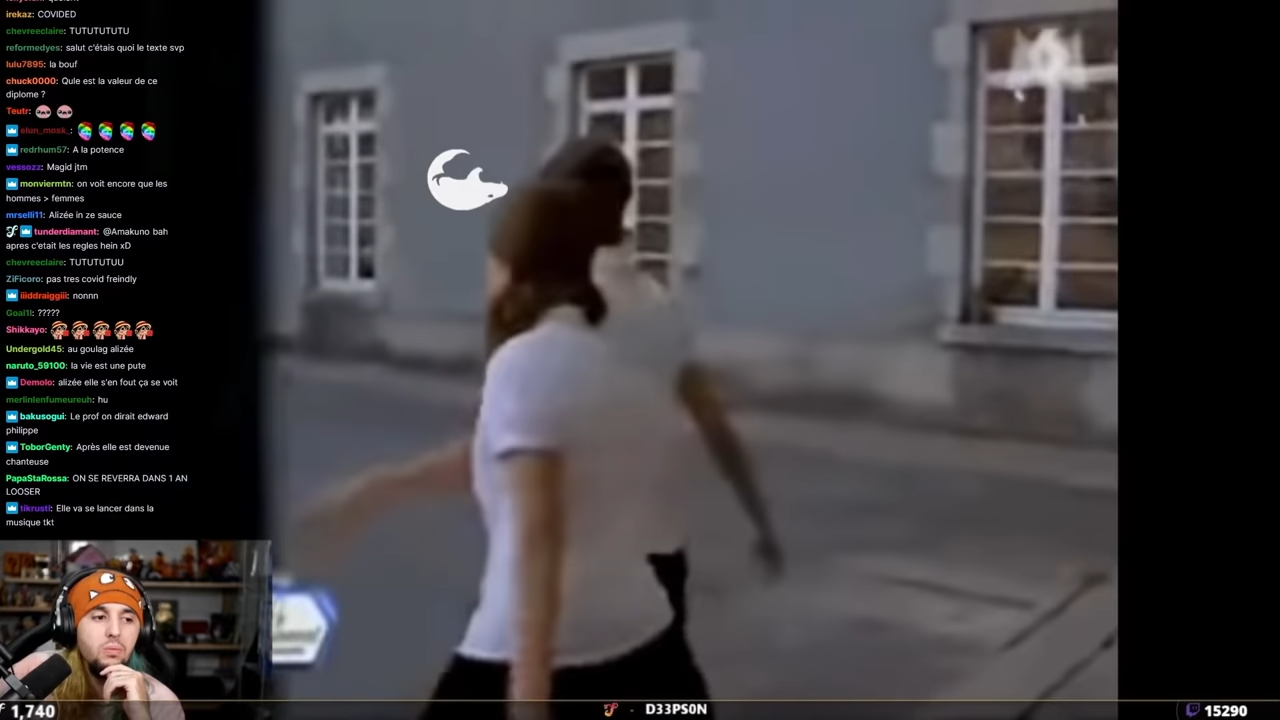 irekaz: COVIDED
chevreeclaire: TUTUTUTUTU
reformedyes: salut c'étais quoi le texte svp
lulu7895: la bouf
chuck0000: Qule est la valeur de ce
diplome ?
Teutr:
elun_mosk_:
redrhum57: A la potence
vessozz: Magid jtm
monviermtn: on voit encore que les
hommes > femmes
mrselli11: Alizée in ze sauce
tunderdiamant: @Amakuno bah
apres c'etait les regles hein xD
chevreeclaire: TUTUTUTUU
ZiFicoro: pas tres covid freindly
iiiddraiggiii: nonnn
Goal1l: ?????
Shikkayo:
Undergold45: au goulag alizée
naruto_59100: la vie est une pute
Demolo: alizée elle s'en fout ça se voit
merlinlenfumeureuh: hu
bakusogui: Le prof on dirait edward
philippe
ToborGenty: Après elle est devenue
chanteuse
PapaStaRossa: ON SE REVERRA DANS 1 AN
LOOSER
tikrusti: Elle va se lancer dans la
musique tkt
1,740
- D33PS0N
15290